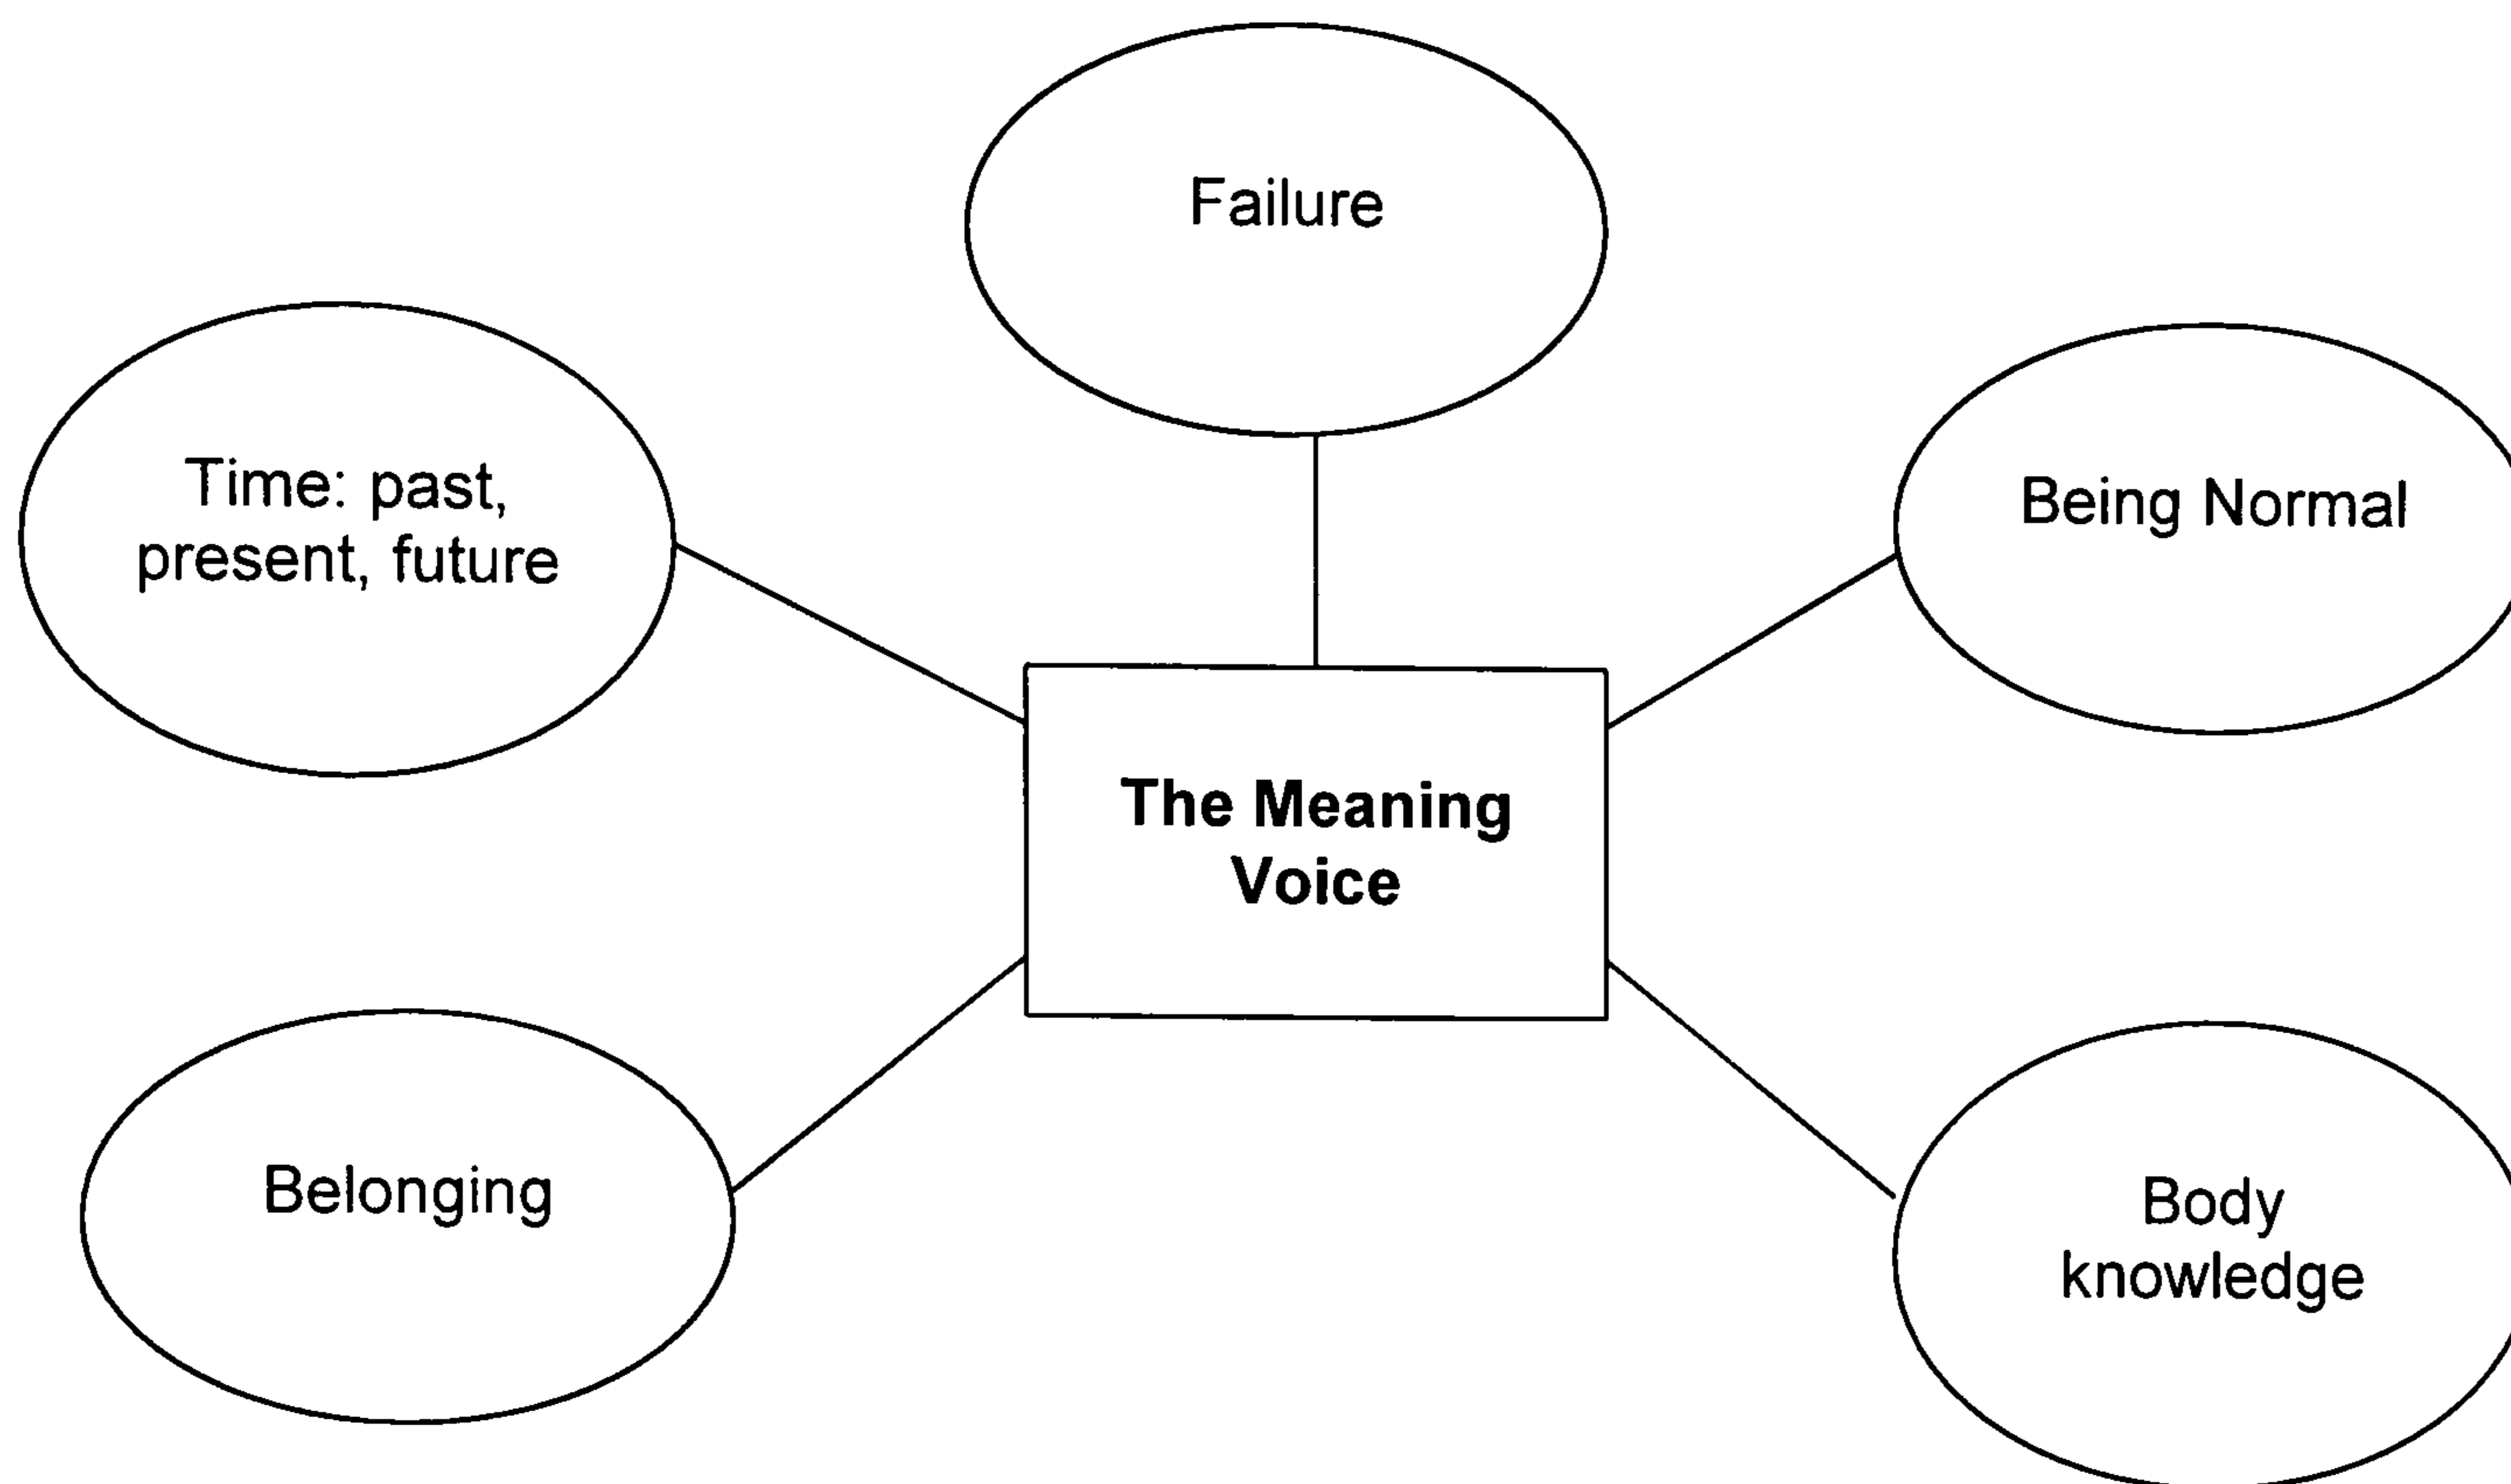 Failure
Time: past,
present, future
Being Normal
The Meaning
Voice
Belonging
Body
knowledge